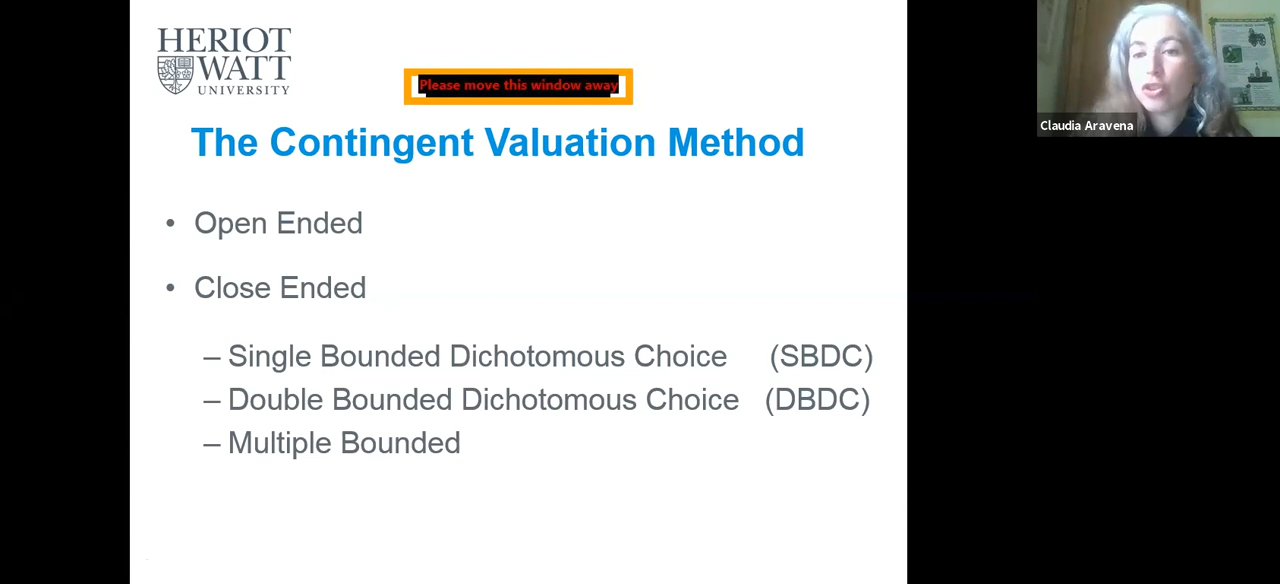 HERIOT
WATT
UNIVERSITY
Please move this window away
Claudia Aravena
The Contingent Valuation Method
• Open Ended
• Close Ended
– Single Bounded Dichotomous Choice (SBDC)
– Double Bounded Dichotomous Choice (DBDC)
– Multiple Bounded